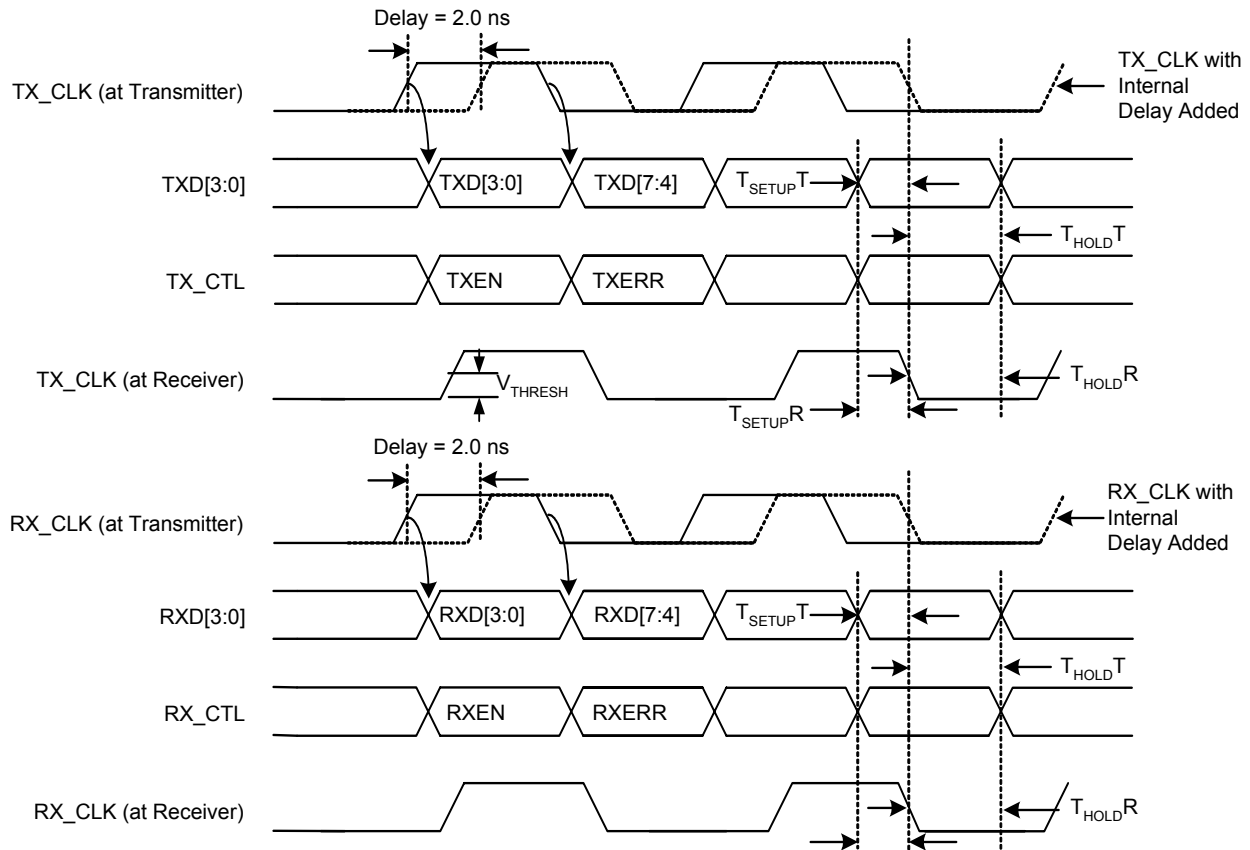 Delay = 2.0 ns
TX_CLK (at Transmitter)
TX_CLK with
Internal
Delay Added
TXD[3:0]
TXD[3:0]
TXD[7:4]
TSETUPT
THOLDT
TX_CTL
TXEN
TXERR
TX_CLK (at Receiver)
VTHRESH
THOLDR
TSETUPR
Delay = 2.0 ns
RX_CLK (at Transmitter)
RX_CLK with
Internal
Delay Added
RXD[3:0]
RXD[3:0]
RXD[7:4]
TSETUPT
THOLDT
RX_CTL
RXEN
RXERR
RX_CLK (at Receiver)
THOLDR